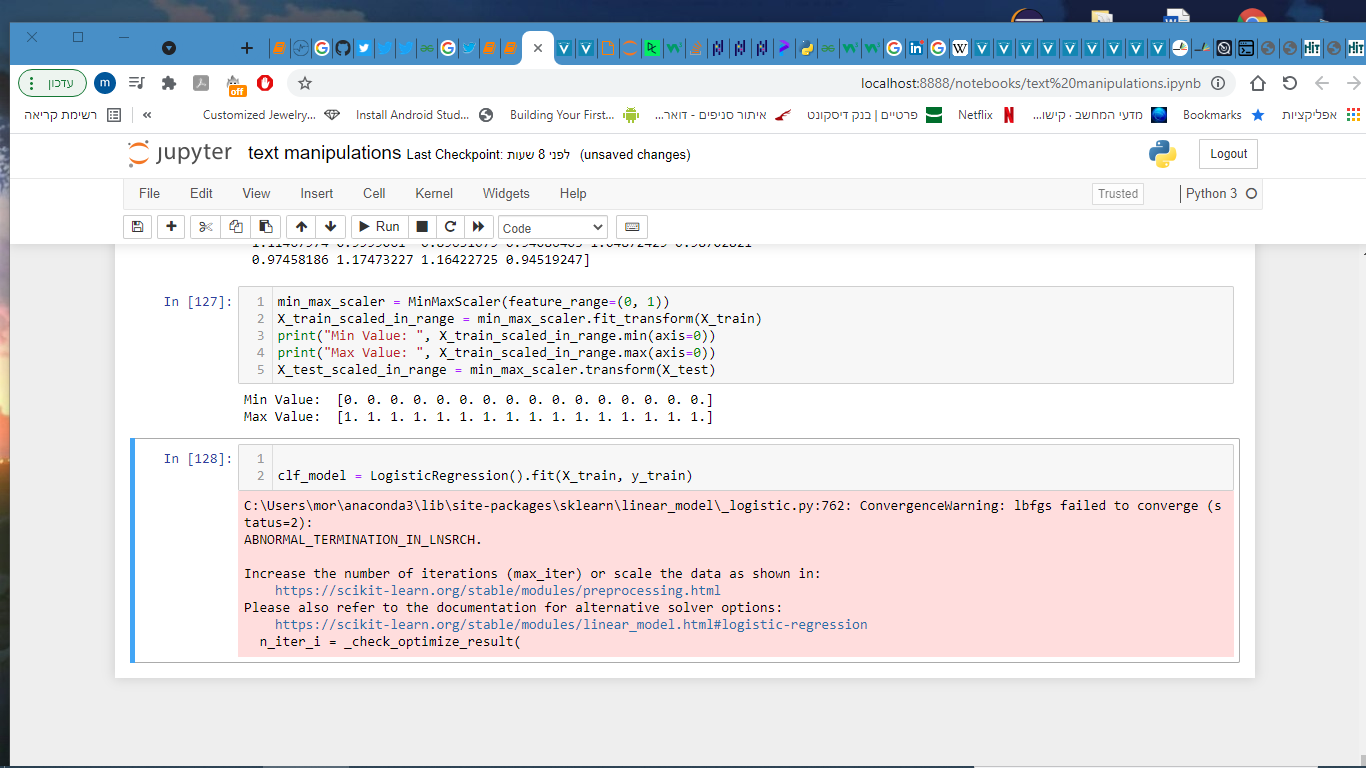 עדכון
m
off
localhost:8888/notebooks/text%20manipulations.ipynb
רשימת קריאה
«
Customized Jewelry...
Install Android Stud...
Building Your First...
איתור סניפים - דואר...
פרטיים | בנק דיסקונט
Netflix
מדעי המחשב - קישו...
Bookmarks
אפליקציות
jupyter text manipulations Last Checkpoint: לפני 8 שעות (unsaved changes)
Logout
File Edit View Insert Cell Kernel Widgets Help
Trusted
Python 3
Run
Code
0.97458186 1.17473227 1.16422725 0.94519247]
In [127]:
1 min_max_scaler = MinMaxScaler(feature_range=(0, 1))
2 X_train_scaled_in_range = min_max_scaler.fit_transform(X_train)
3 print("Min Value: ", X_train_scaled_in_range.min(axis=0))
4 print("Max Value: ", X_train_scaled_in_range.max(axis=0))
5 X_test_scaled_in_range = min_max_scaler.transform(X_test)
Min Value:  [0. 0. 0. 0. 0. 0. 0. 0. 0. 0. 0. 0. 0. 0. 0. 0.]
Max Value:  [1. 1. 1. 1. 1. 1. 1. 1. 1. 1. 1. 1. 1. 1. 1. 1.]
In [128]:
1
2 clf_model = LogisticRegression().fit(X_train, y_train)
C:\Users\mor\anaconda3\lib\site-packages\sklearn\linear_model\_logistic.py:762: ConvergenceWarning: lbfgs failed to converge (s
tatus=2):
ABNORMAL_TERMINATION_IN_LNSRCH.
Increase the number of iterations (max_iter) or scale the data as shown in:
https://scikit-learn.org/stable/modules/preprocessing.html
Please also refer to the documentation for alternative solver options:
https://scikit-learn.org/stable/modules/linear_model.html#logistic-regression
n_iter_i = _check_optimize_result(